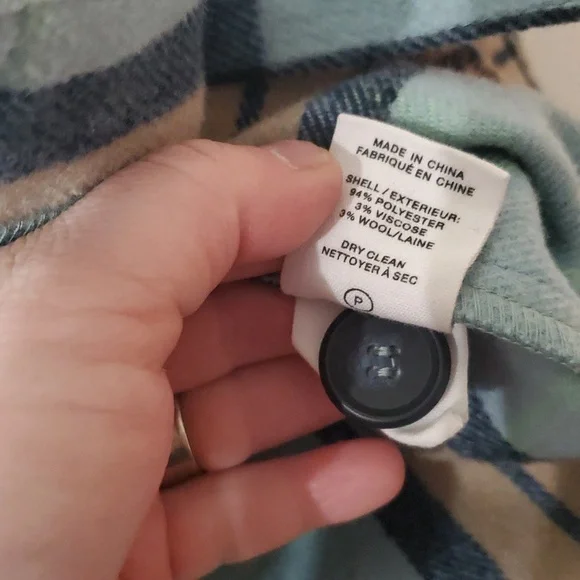 MADE IN CHINA
FABRIQUÉ EN CHINE
SHELL / EXTERIEUR:
94% POLYESTER
3% VISCOSE
3% WOOL/LAINE
DRY CLEAN
NETTOYER À SEC
P